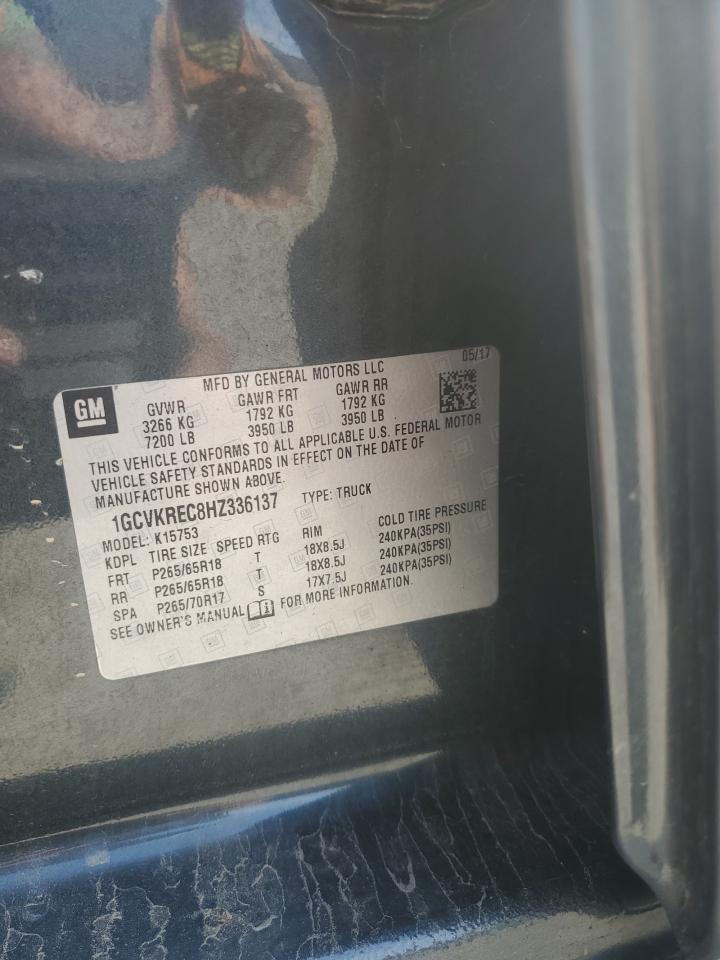 GM
MFD BY GENERAL MOTORS LLC 05/17
GVWR GAWR FRT GAWR RR
3266 KG 1792 KG 1792 KG
7200 LB 3950 LB 3950 LB
THIS VEHICLE CONFORMS TO ALL APPLICABLE U.S. FEDERAL MOTOR
VEHICLE SAFETY STANDARDS IN EFFECT ON THE DATE OF
MANUFACTURE SHOWN ABOVE.
1GCVKREC8HZ336137 TYPE: TRUCK
MODEL: K15753
KDPL TIRE SIZE SPEED RTG RIM COLD TIRE PRESSURE
FRT P265/65R18 T 18X8.5J 240KPA(35PSI)
RR P265/65R18 T 18X8.5J 240KPA(35PSI)
SPA P265/70R17 S 17X7.5J 240KPA(35PSI)
SEE OWNER'S MANUAL FOR MORE INFORMATION.